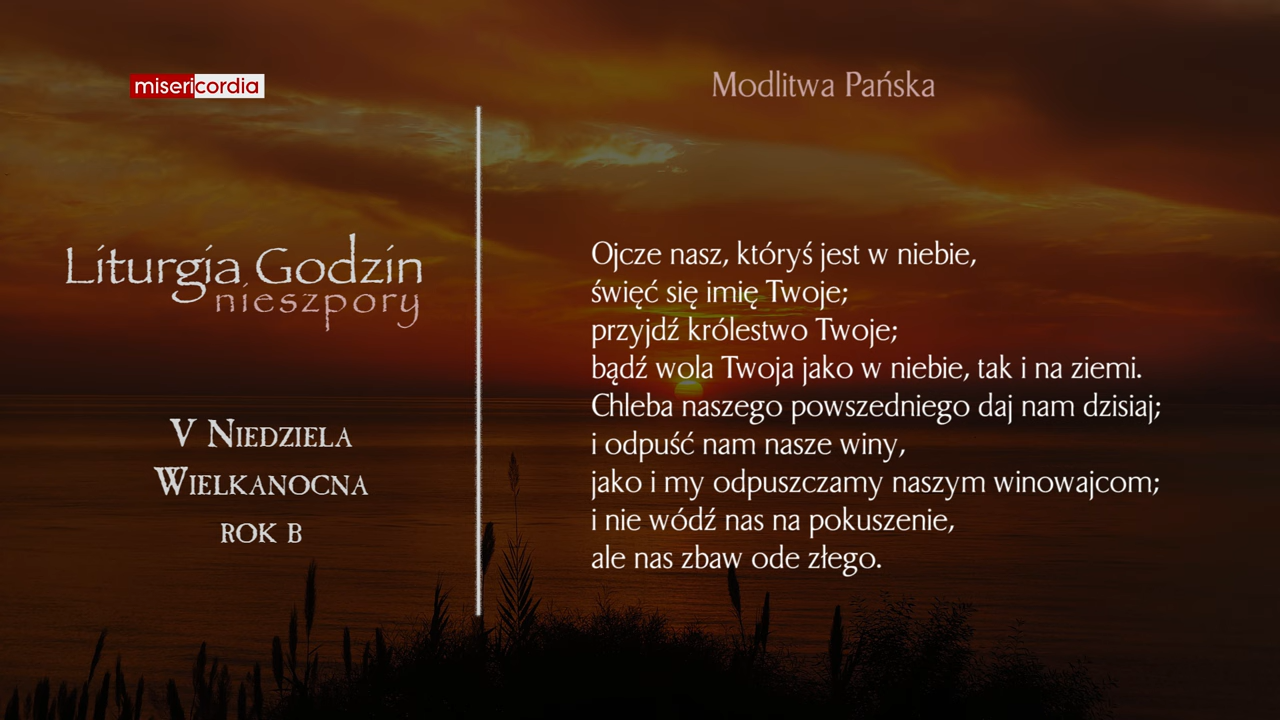 misericordia
Liturgia Godzin
nieszpory
V Niedziela
Wielkanocna
rok B
Modlitwa Pańska
Ojcze nasz, któryś jest w niebie,
święć się imię Twoje;
przyjdź królestwo Twoje;
bądź wola Twoja jako w niebie, tak i na ziemi.
Chleba naszego powszedniego daj nam dzisiaj;
i odpuść nam nasze winy,
jako i my odpuszczamy naszym winowajcom;
i nie wódź nas na pokuszenie,
ale nas zbaw ode złego.